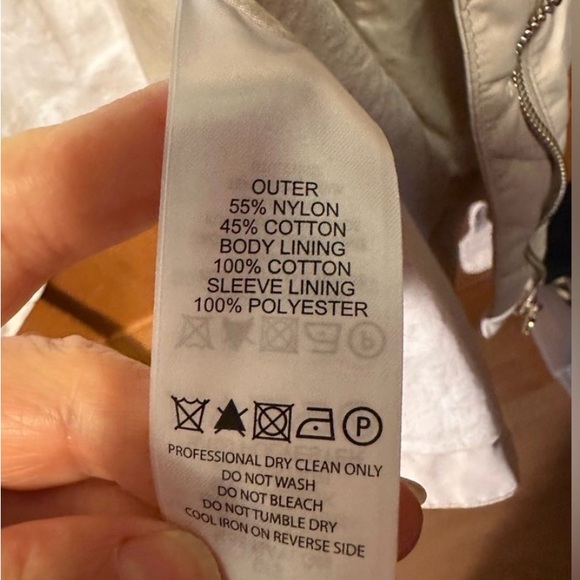 OUTER
55% NYLON
45% COTTON
BODY LINING
100% COTTON
SLEEVE LINING
100% POLYESTER
P
PROFESSIONAL DRY CLEAN ONLY
DO NOT WASH
DO NOT BLEACH
DO NOT TUMBLE DRY
COOL IRON ON REVERSE SIDE